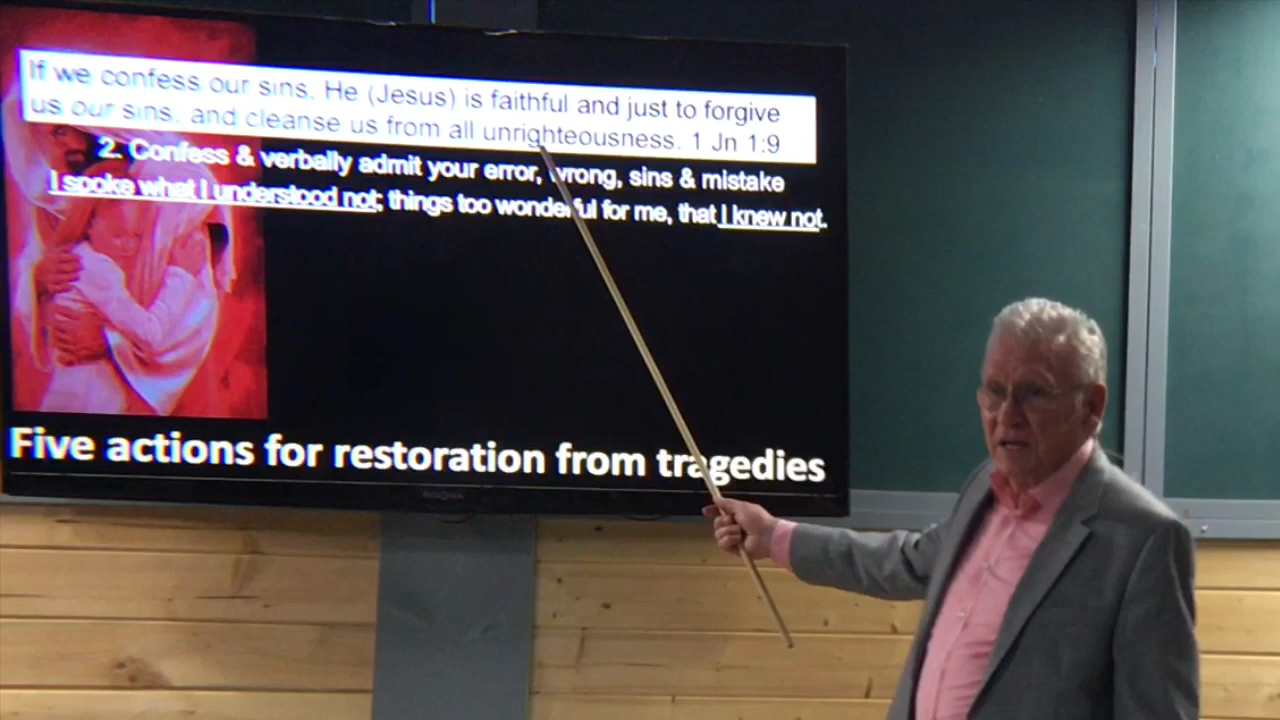 If we confess our sins, He (Jesus) is faithful and just to forgive
us our sins, and cleanse us from all unrighteousness. 1 Jn 1:9
2. Confess & verbally admit your error, wrong, sins & mistake
I spoke what I understood not; things too wonderful for me, that I knew not.
Five actions for restoration from tragedies
INSIGNIA